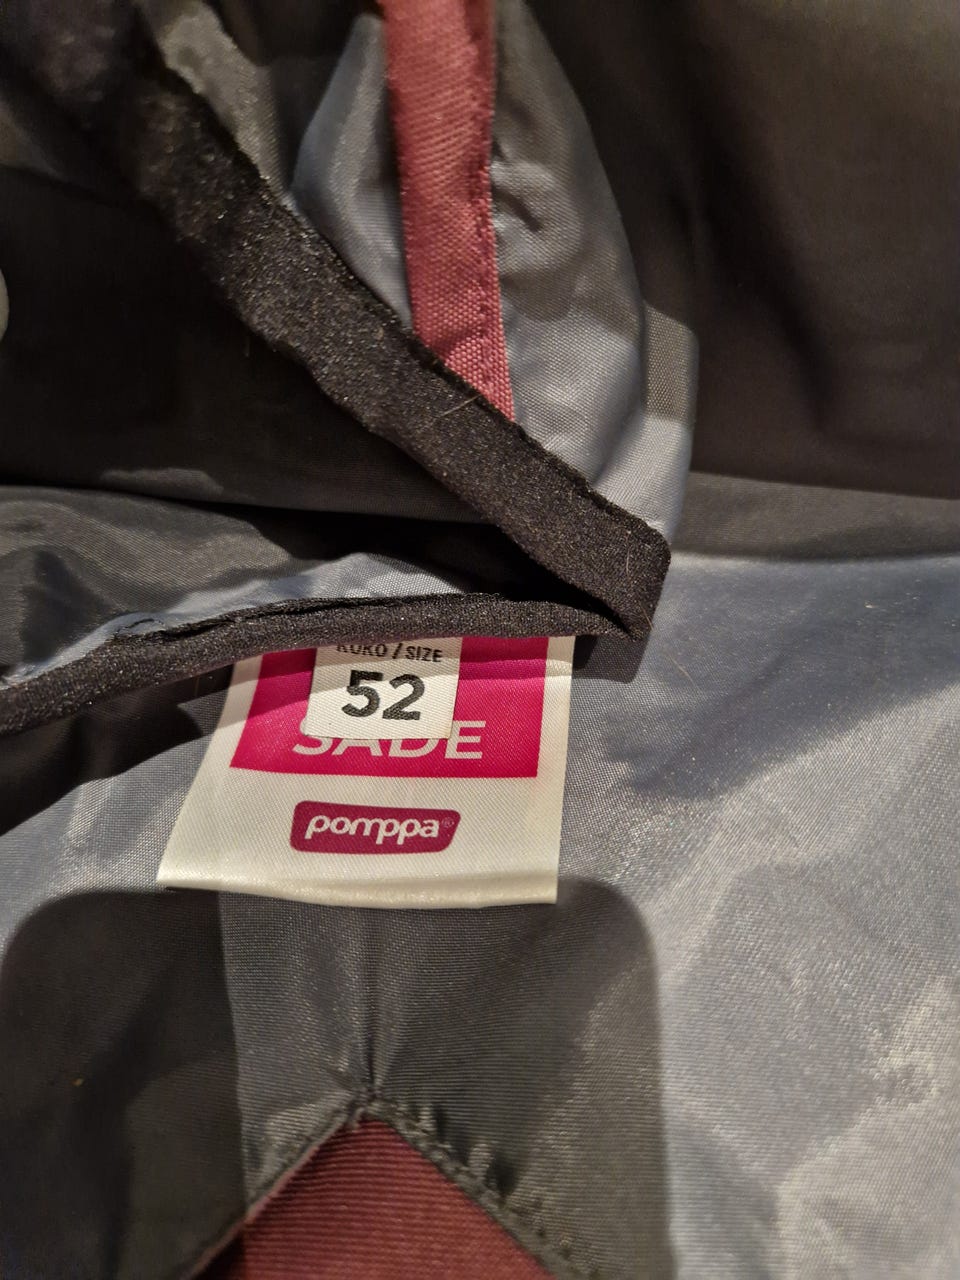 KOKO / SIZE
52
SADE
pomppa®